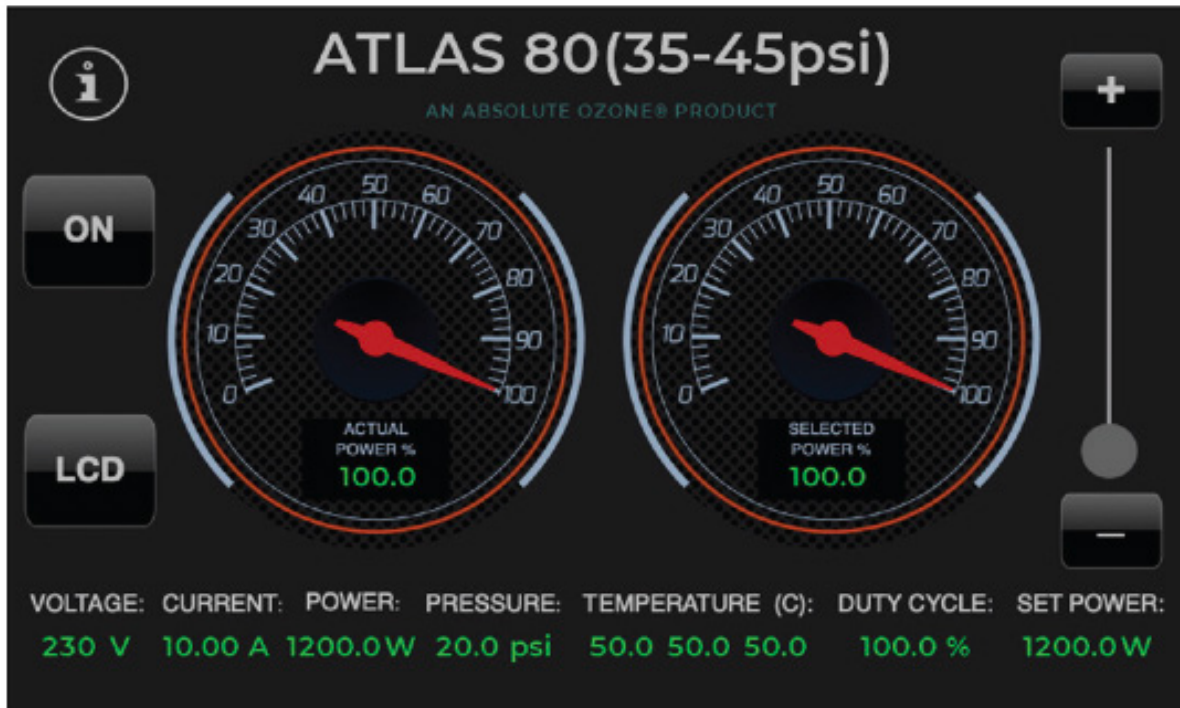 i
ATLAS 80(35-45psi)
AN ABSOLUTE OZONE® PRODUCT
+
ON
0 10 20 30 40 50 60 70 80 90 100
ACTUAL
POWER %
100.0
0 10 20 30 40 50 60 70 80 90 100
SELECTED
POWER %
100.0
LCD
–
VOLTAGE: CURRENT: POWER: PRESSURE: TEMPERATURE (C): DUTY CYCLE: SET POWER:
230 V 10.00 A 1200.0 W 20.0 psi 50.0 50.0 50.0 100.0 % 1200.0 W